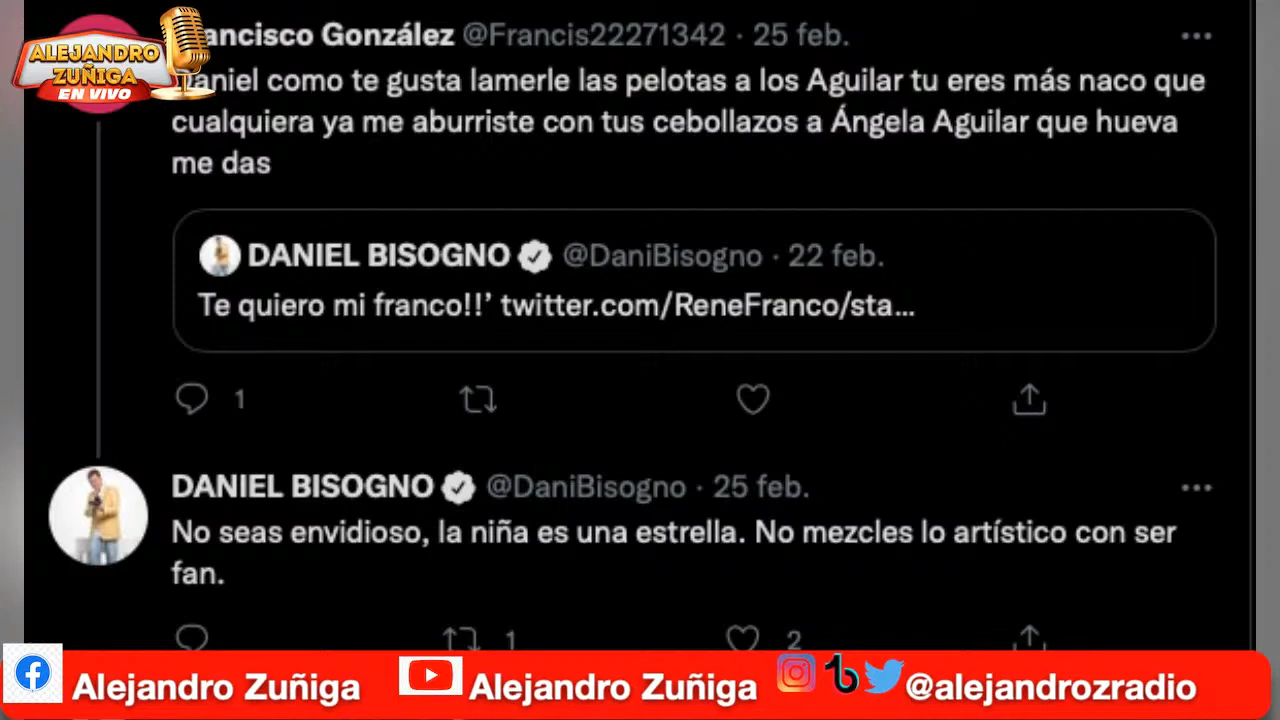 ALEJANDRO
ZUÑIGA
EN VIVO
ancisco González @Francis22271342 · 25 feb.
aniel como te gusta lamerle las pelotas a los Aguilar tu eres más naco que
cualquiera ya me aburriste con tus cebollazos a Ángela Aguilar que hueva
me das
DANIEL BISOGNO @DaniBisogno · 22 feb.
Te quiero mi franco!!’ twitter.com/ReneFranco/sta...
1
DANIEL BISOGNO @DaniBisogno · 25 feb.
No seas envidioso, la niña es una estrella. No mezcles lo artístico con ser
fan.
1 2
Alejandro Zuñiga Alejandro Zuñiga @alejandrozradio